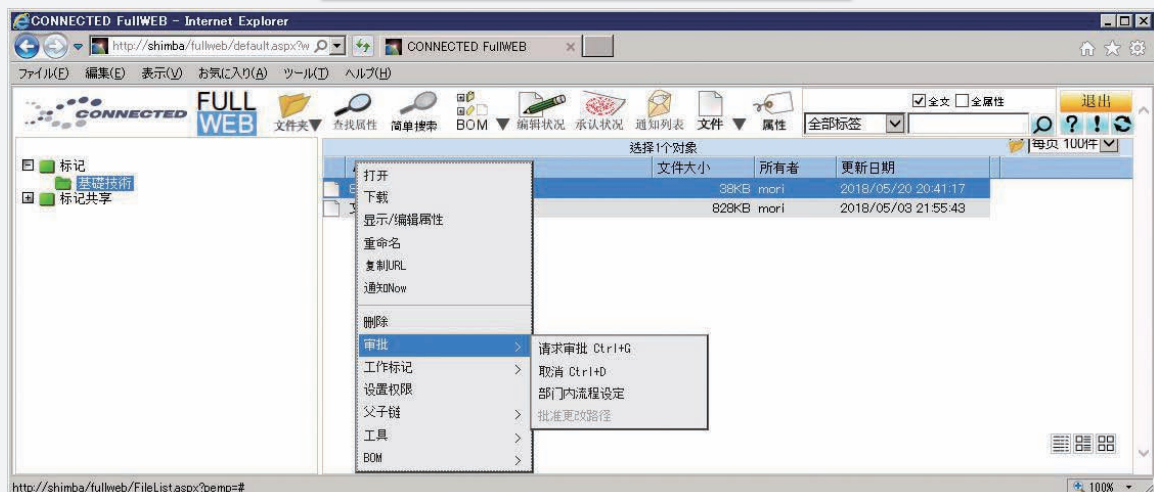 CONNECTED FullWEB - Internet Explorer
http://shimba/fullweb/default.aspx?w
CONNECTED FullWEB
ファイル(F) 編集(E) 表示(V) お気に入り(A) ツール(T) ヘルプ(H)
CONNECTED
FULL
WEB
文件夹▼ 查找属性 简单搜索 BOM ▼ 编辑状况 承认状况 通知列表 文件 ▼ 属性
全文 全属性
退出
全部标签
选择1个对象
每页 100件
文件大小 所有者 更新日期
38KB mori 2018/05/20 20:41:17
828KB mori 2018/05/03 21:55:43
标记
基礎技術
标记共享
打开
下载
显示/编辑属性
重命名
复制URL
通知Now
删除
审批 >
工作标记 >
设置权限
父子链 >
工具 >
BOM >
请求审批 Ctrl+G
取消 Ctrl+D
部门内流程设定
批准更改路径
http://shimba/fullweb/FileList.aspx?pemp=#
100%